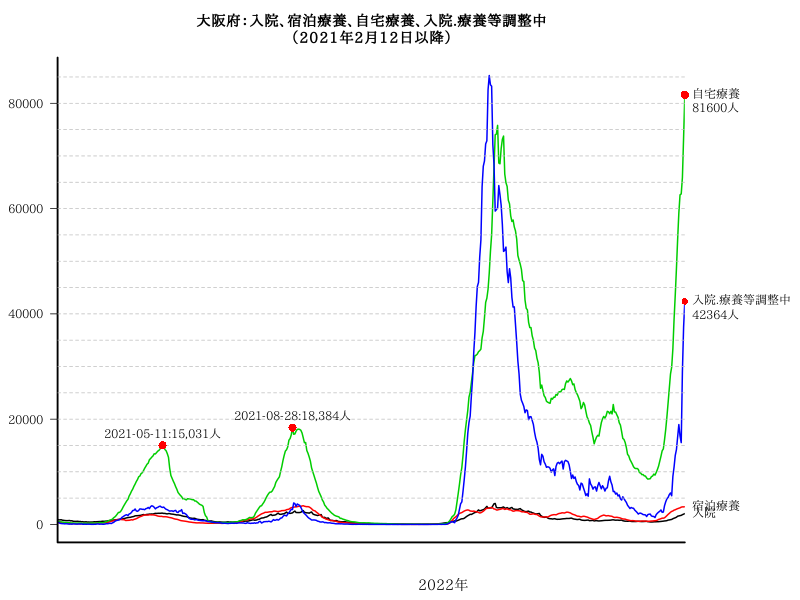 大阪府：入院、宿泊療養、自宅療養、入院.療養等調整中
（2021年2月12日以降）
80000
60000
40000
20000
0
自宅療養
81600人
入院.療養等調整中
42364人
2021-08-28:18,384人
2021-05-11:15,031人
宿泊療養
入院
2022年